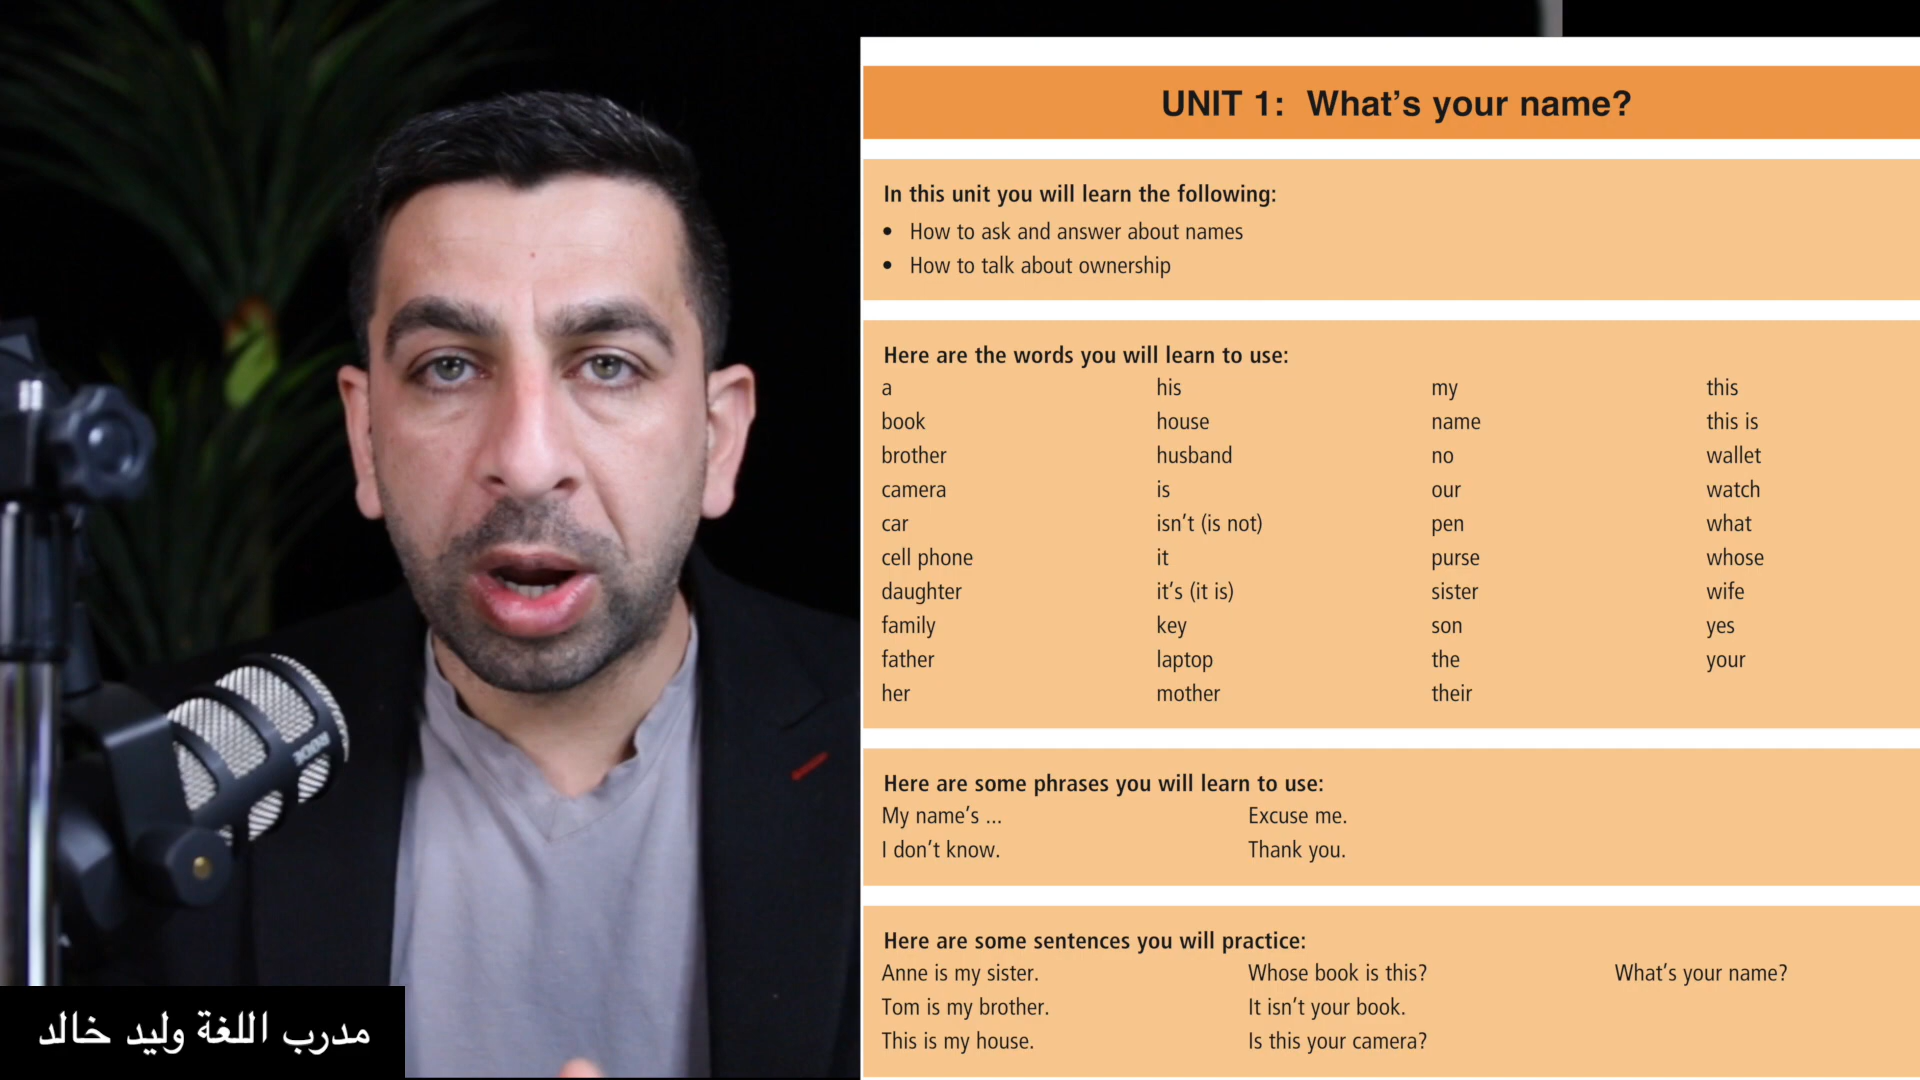 UNIT 1: What's your name?
In this unit you will learn the following:
• How to ask and answer about names
• How to talk about ownership
Here are the words you will learn to use:
a his my this
book house name this is
brother husband no wallet
camera is our watch
car isn't (is not) pen what
cell phone it purse whose
daughter it's (it is) sister wife
family key son yes
father laptop the your
her mother their
Here are some phrases you will learn to use:
My name's ... Excuse me.
I don't know. Thank you.
Here are some sentences you will practice:
Anne is my sister. Whose book is this? What's your name?
Tom is my brother. It isn't your book.
This is my house. Is this your camera?
RODE
مدرب اللغة وليد خالد